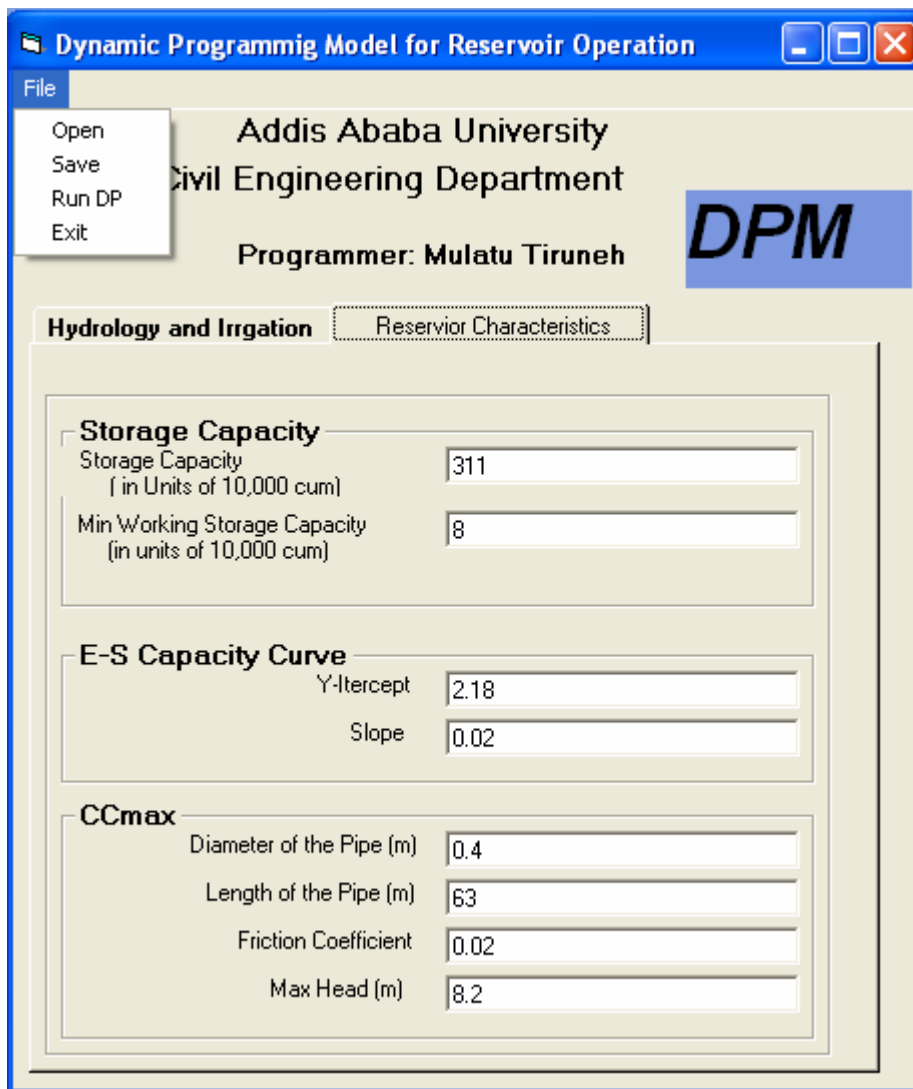 Dynamic Programmig Model for Reservoir Operation
File
Open
Save
Run DP
Exit
Addis Ababa University
Civil Engineering Department
Programmer: Mulatu Tiruneh
DPM
Hydrology and Irrgation
Reservior Characteristics
Storage Capacity
Storage Capacity
( in Units of 10,000 cum)
311
Min Working Storage Capacity
(in units of 10,000 cum)
8
E-S Capacity Curve
Y-Itercept
2.18
Slope
0.02
CCmax
Diameter of the Pipe (m)
0.4
Length of the Pipe (m)
63
Friction Coefficient
0.02
Max Head (m)
8.2